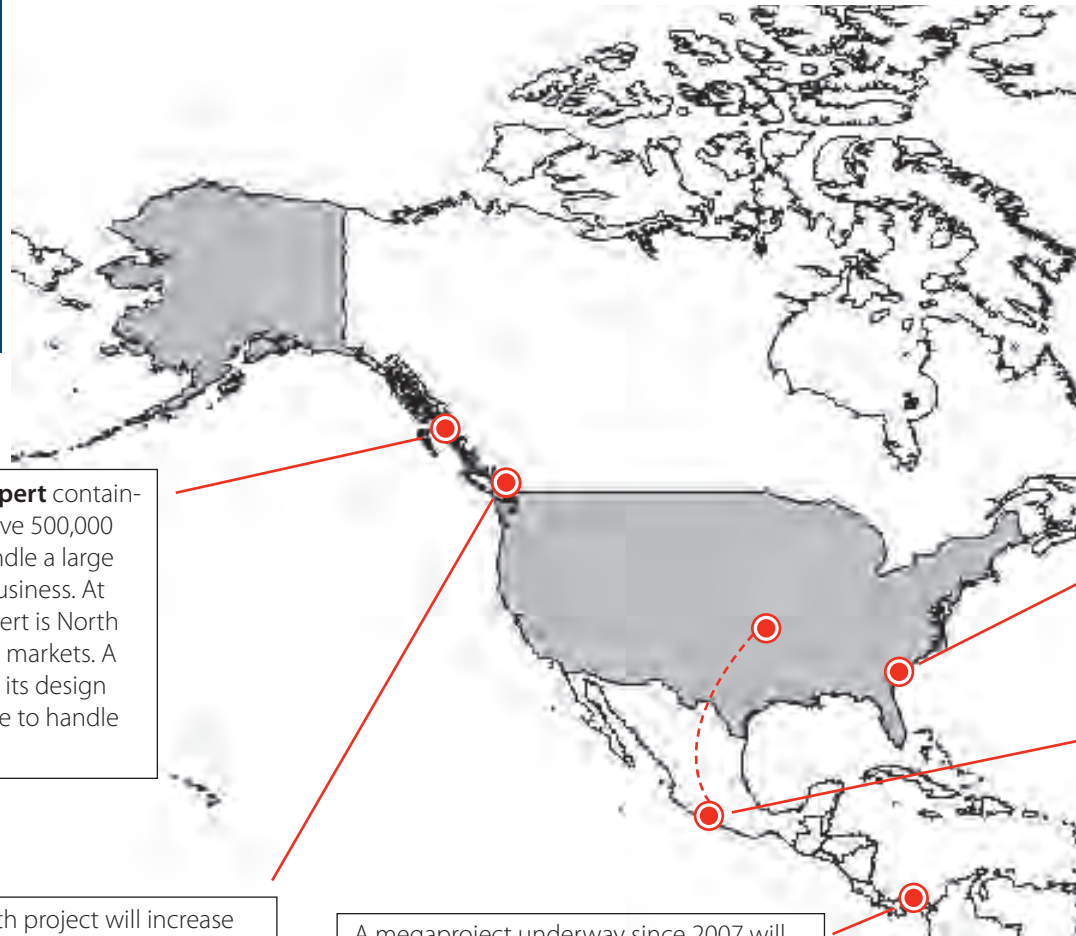 pert contain-
ve 500,000
ndle a large
usiness. At
ert is North
markets. A
its design
e to handle
th project will increase
A megaproject underway since 2007 will